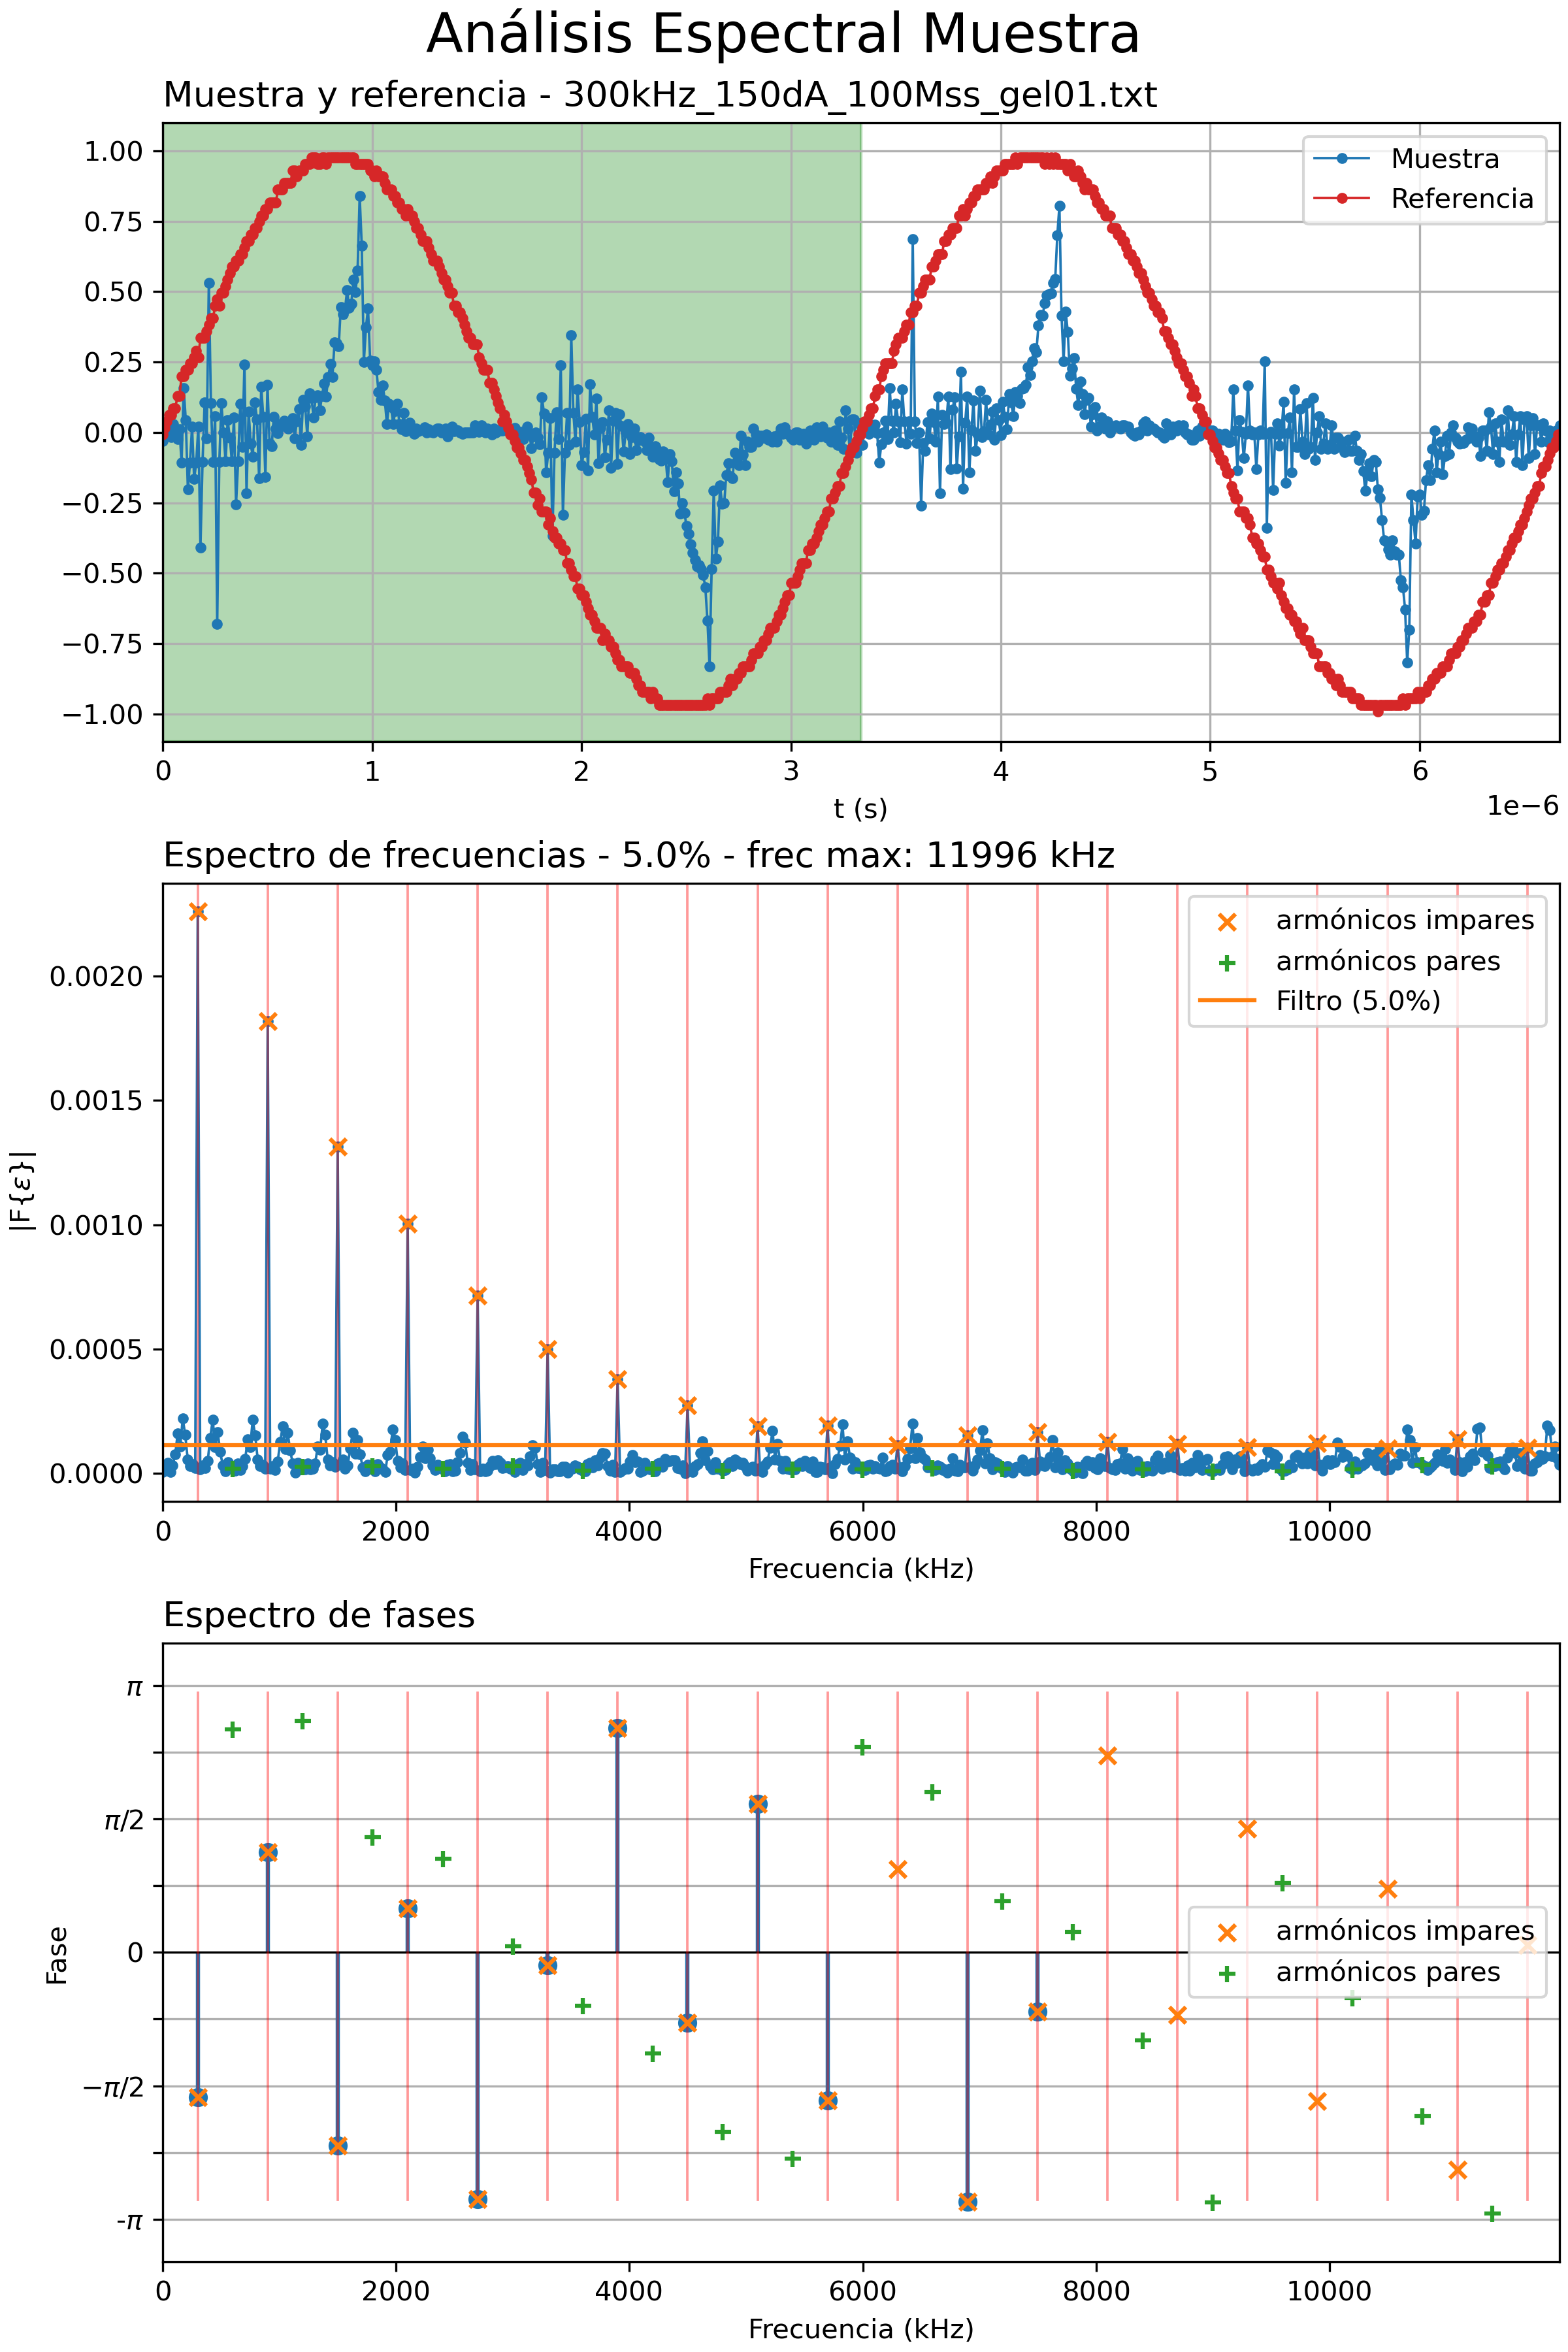 Análisis Espectral Muestra
Muestra y referencia - 300kHz_150dA_100Mss_gel01.txt
1.00
0.75
0.50
0.25
0.00
−0.25
−0.50
−0.75
−1.00
Muestra
Referencia
0 1 2 3 4 5 6
t (s)
1e−6
Espectro de frecuencias - 5.0% - frec max: 11996 kHz
|F{ε}|
0.0020
0.0015
0.0010
0.0005
0.0000
armónicos impares
armónicos pares
Filtro (5.0%)
0 2000 4000 6000 8000 10000
Frecuencia (kHz)
Espectro de fases
Fase
π
π/2
0
−π/2
-π
armónicos impares
armónicos pares
0 2000 4000 6000 8000 10000
Frecuencia (kHz)